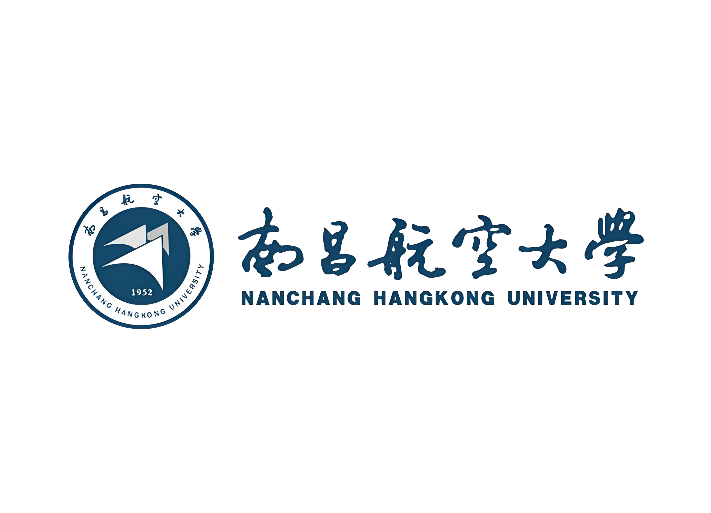 南昌航空大學
NANCHANG HANGKONG UNIVERSITY
1952
南昌航空大學
NANCHANG HANGKONG UNIVERSITY